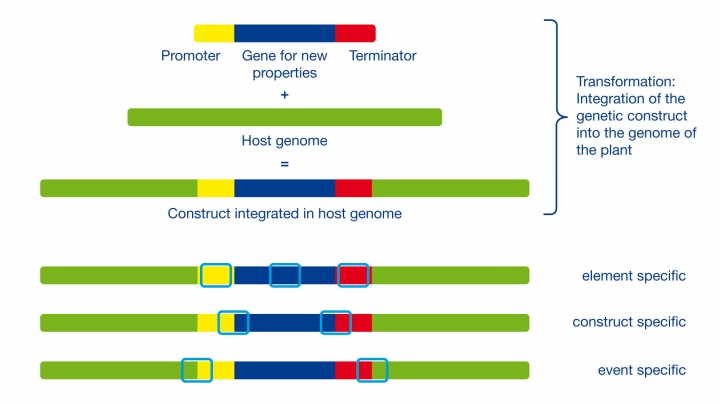 Promoter
Gene for new
properties
Terminator
+
Host genome
=
Construct integrated in host genome
Transformation:
Integration of the
genetic construct
into the genome of
the plant
element specific
construct specific
event specific